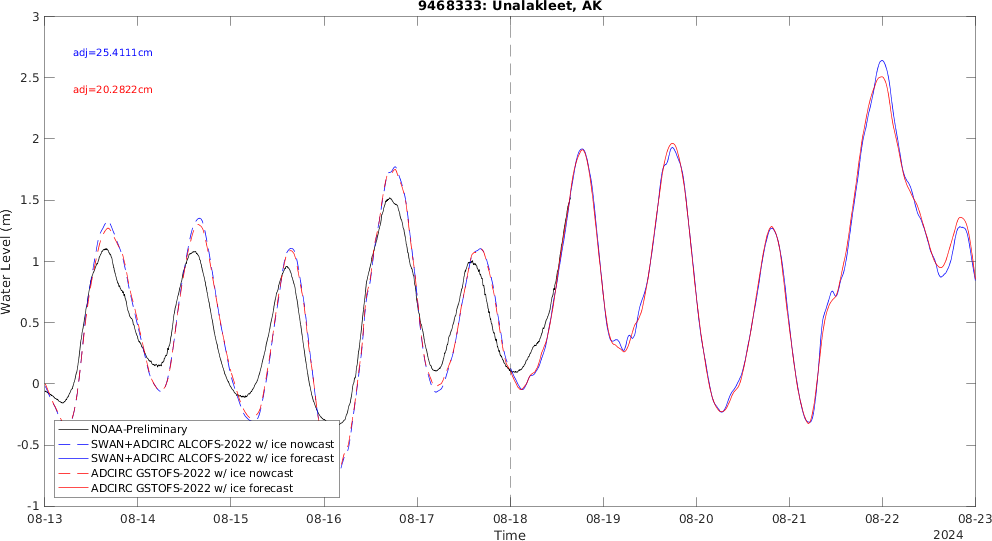 9468333: Unalakleet, AK
adj=25.4111cm
adj=20.2822cm
Water Level (m)
3
2.5
2
1.5
1
0.5
0
-0.5
-1
NOAA-Preliminary
SWAN+ADCIRC ALCOFS-2022 w/ ice nowcast
SWAN+ADCIRC ALCOFS-2022 w/ ice forecast
ADCIRC GSTOFS-2022 w/ ice nowcast
ADCIRC GSTOFS-2022 w/ ice forecast
08-13 08-14 08-15 08-16 08-17 08-18 08-19 08-20 08-21 08-22 08-23
Time
2024